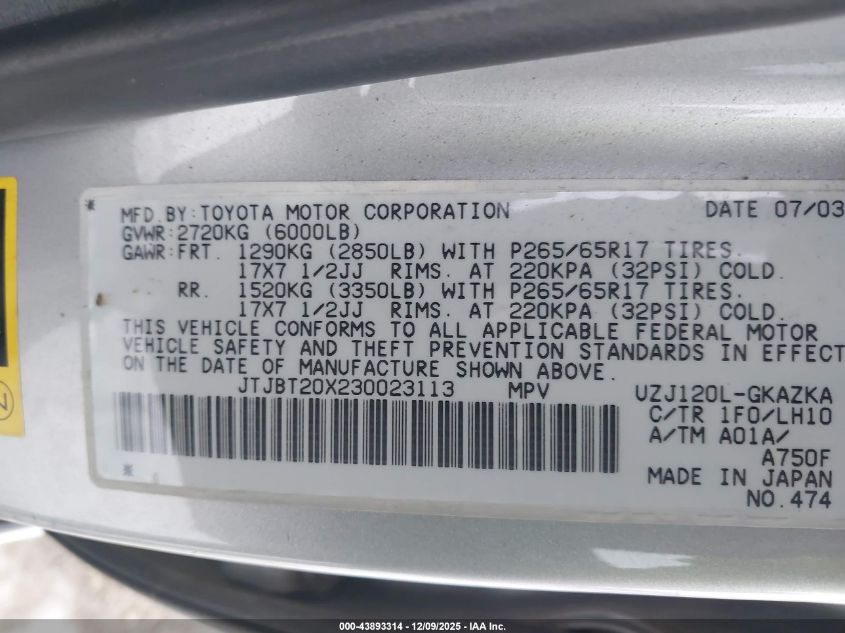 MFD.BY:TOYOTA MOTOR CORPORATION DATE 07/03
GVWR:2720KG (6000LB)
GAWR:FRT. 1290KG (2850LB) WITH P265/65R17 TIRES.
17X7 1/2JJ RIMS. AT 220KPA (32PSI) COLD.
RR. 1520KG (3350LB) WITH P265/65R17 TIRES.
17X7 1/2JJ RIMS. AT 220KPA (32PSI) COLD.
THIS VEHICLE CONFORMS TO ALL APPLICABLE FEDERAL MOTOR
VEHICLE SAFETY AND THEFT PREVENTION STANDARDS IN EFFECT
ON THE DATE OF MANUFACTURE SHOWN ABOVE.
JTJBT20X230023113 MPV UZJ120L-GKAZKA
C/TR 1F0/LH10
A/TM A01A/
A750F
MADE IN JAPAN
NO.474
000-43893314 - 12/09/2025 - IAA Inc.